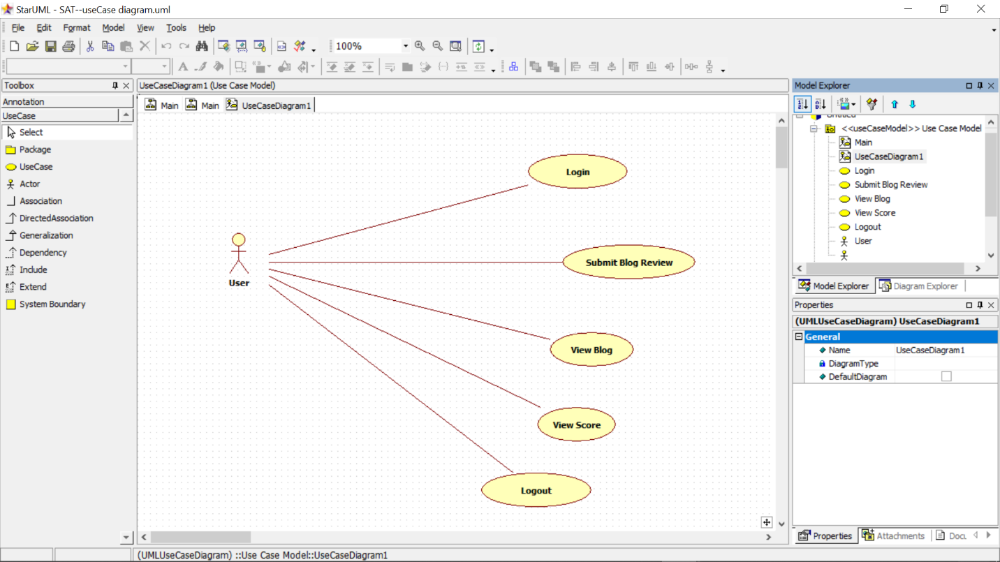 StarUML - SAT--useCase diagram.uml
File Edit Format Model View Tools Help
100%
Toolbox
Annotation
UseCase
Select
Package
UseCase
Actor
Association
DirectedAssociation
Generalization
Dependency
Include
Extend
System Boundary
UseCaseDiagram1 (Use Case Model)
Main Main UseCaseDiagram1
Login
Submit Blog Review
User
View Blog
View Score
Logout
Model Explorer
Untitled
<<useCaseModel>> Use Case Model
Main
UseCaseDiagram1
Login
Submit Blog Review
View Blog
View Score
Logout
User
Model Explorer Diagram Explorer
Properties
(UMLUseCaseDiagram) UseCaseDiagram1
General
Name UseCaseDiagram1
DiagramType
DefaultDiagram
Properties Attachments Docu
(UMLUseCaseDiagram) ::Use Case Model::UseCaseDiagram1